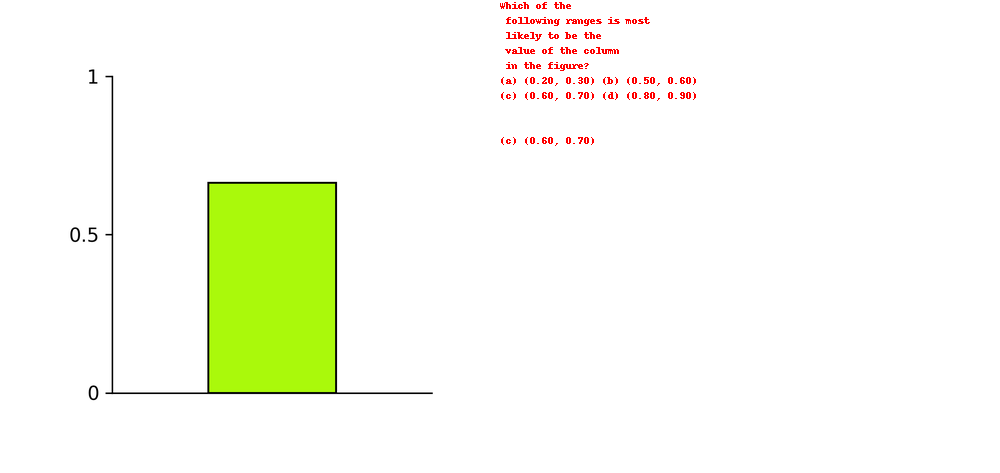 1
0.5
0
Which of the
following ranges is most
likely to be the
value of the column
in the figure?
(a) (0.20, 0.30) (b) (0.50, 0.60)
(c) (0.60, 0.70) (d) (0.80, 0.90)
(c) (0.60, 0.70)